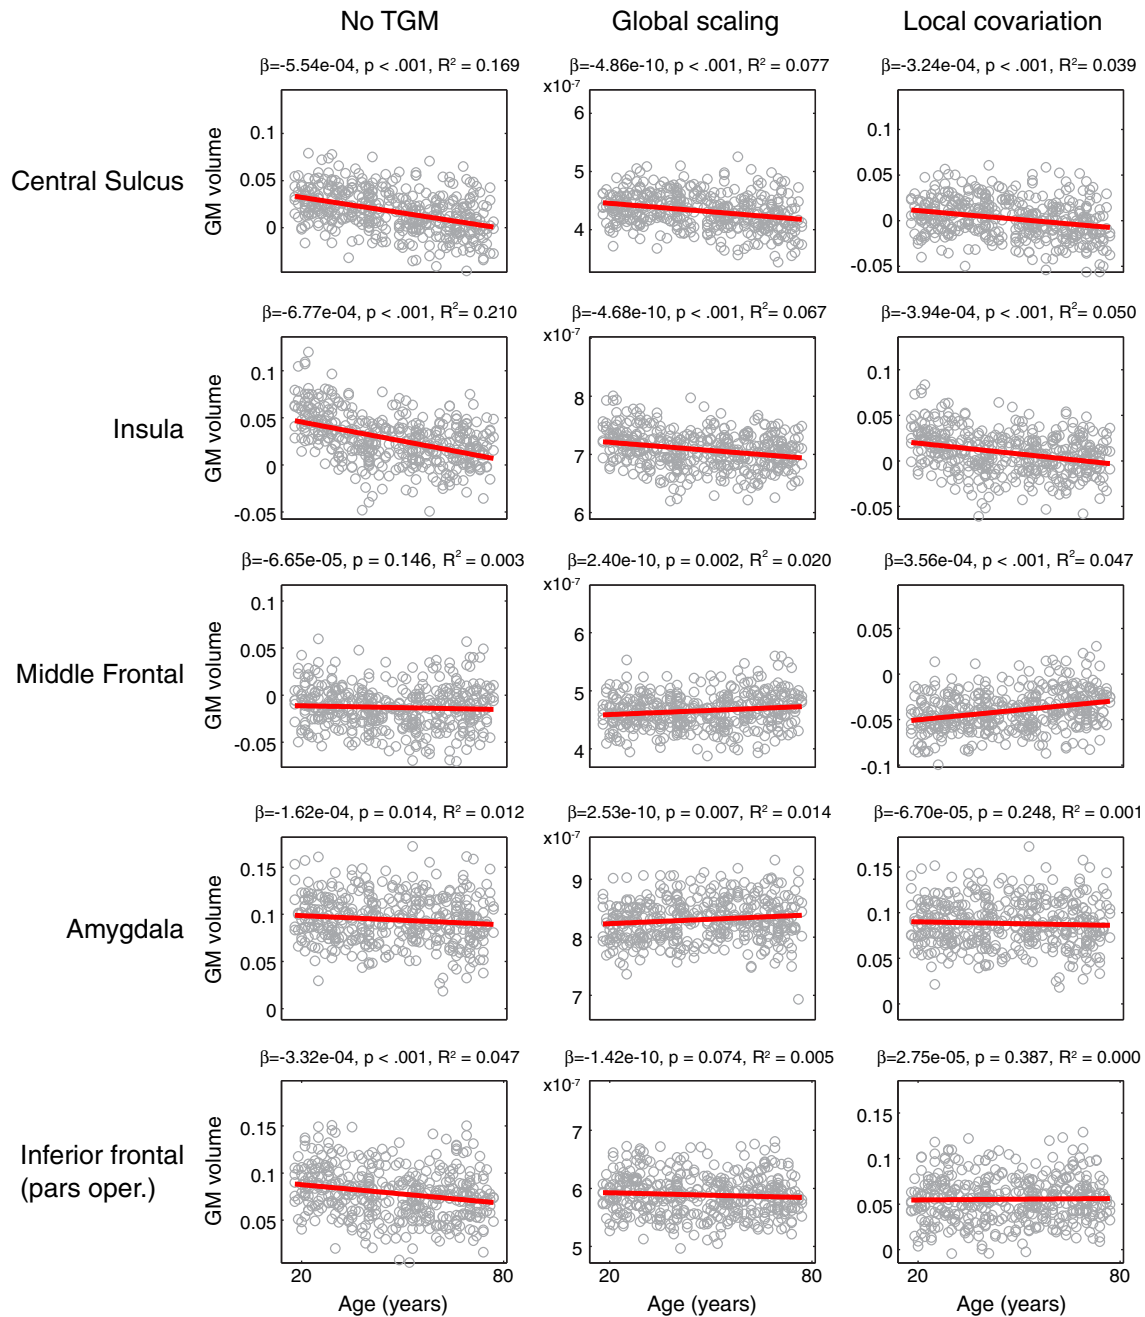 No TGM Global scaling Local covariation
β=-5.54e-04, p < .001, R² = 0.169 β=-4.86e-10, p < .001, R² = 0.077 β=-3.24e-04, p < .001, R² = 0.039
x10⁻⁷
Central Sulcus
GM volume
0.1
0.05
0
6
5
4
0.1
0.05
0
-0.05
β=-6.77e-04, p < .001, R²= 0.210 β=-4.68e-10, p < .001, R² = 0.067 β=-3.94e-04, p < .001, R²= 0.050
x10⁻⁷
Insula
GM volume
0.1
0.05
0
-0.05
9
8
7
6
0.1
0.05
0
-0.05
β=-6.65e-05, p = 0.146, R² = 0.003 β=2.40e-10, p = 0.002, R² = 0.020 β=3.56e-04, p < .001, R²= 0.047
x10⁻⁷
Middle Frontal
GM volume
0.1
0.05
0
-0.05
7
6
5
4
0.05
0
-0.05
-0.1
β=-1.62e-04, p = 0.014, R² = 0.012 β=2.53e-10, p = 0.007, R² = 0.014 β=-6.70e-05, p = 0.248, R² = 0.001
x10⁻⁷
Amygdala
GM volume
0.15
0.1
0.05
0
9
8
7
0.15
0.1
0.05
0
β=-3.32e-04, p < .001, R² = 0.047 β=-1.42e-10, p = 0.074, R² = 0.005 β=2.75e-05, p = 0.387, R² = 0.000
x10⁻⁷
Inferior frontal
(pars oper.)
GM volume
0.15
0.1
0.05
7
6
5
0.15
0.1
0.05
0
20 80 20 80 20 80
Age (years) Age (years) Age (years)